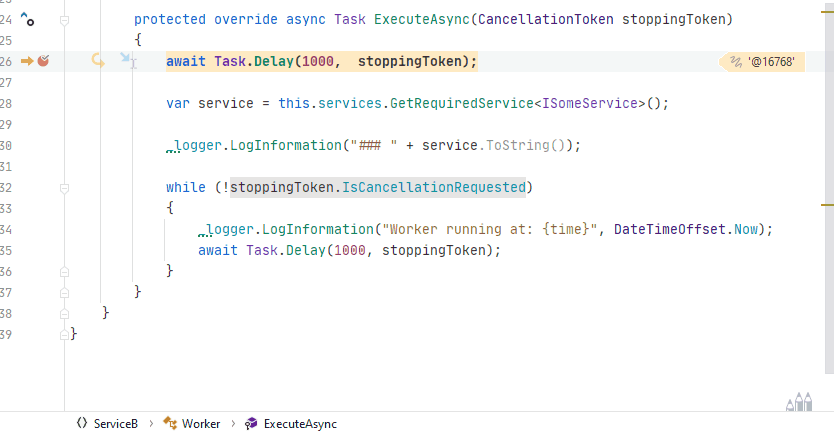 24 protected override async Task ExecuteAsync(CancellationToken stoppingToken)
25 {
26 await Task.Delay(1000,  stoppingToken); '@16768'
27
28 var service = this.services.GetRequiredService<ISomeService>();
29
30 _logger.LogInformation("### " + service.ToString());
31
32 while (!stoppingToken.IsCancellationRequested)
33 {
34 _logger.LogInformation("Worker running at: {time}", DateTimeOffset.Now);
35 await Task.Delay(1000, stoppingToken);
36 }
37 }
38 }
39 }
ServiceB > Worker > ExecuteAsync